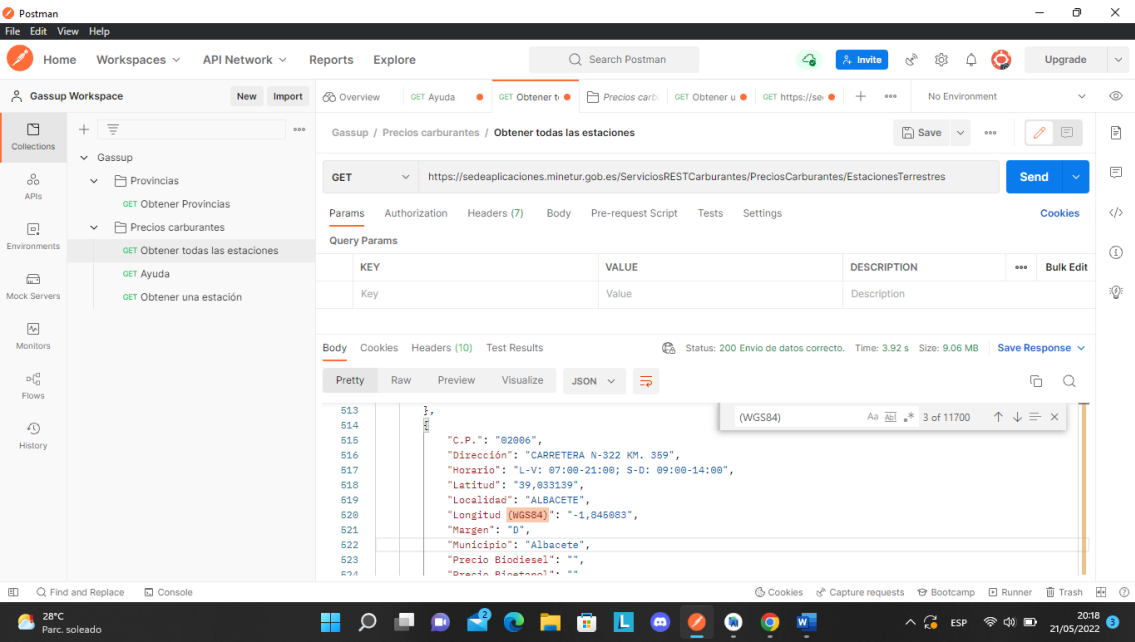 Postman
File Edit View Help
Home Workspaces API Network Reports Explore Search Postman Invite Upgrade
Gassup Workspace New Import Overview GET Ayuda GET Obtener to Precios carb GET Obtener u GET https://se No Environment
Collections
APIs
Environments
Mock Servers
Monitors
Flows
History
Gassup
Provincias
GET Obtener Provincias
Precios carburantes
GET Obtener todas las estaciones
GET Ayuda
GET Obtener una estación
Gassup / Precios carburantes / Obtener todas las estaciones Save
GET https://sedeaplicaciones.minetur.gob.es/ServiciosRESTCarburantes/PreciosCarburantes/EstacionesTerrestres Send
Params Authorization Headers (7) Body Pre-request Script Tests Settings Cookies
Query Params
KEY VALUE DESCRIPTION Bulk Edit
Key Value Description
Body Cookies Headers (10) Test Results Status: 200 Envio de datos correcto. Time: 3.92 s Size: 9.06 MB Save Response
Pretty Raw Preview Visualize JSON
(WGS84) Aa Abl .* 3 of 11700
513 },
514 {
515 "C.P.": "02006",
516 "Dirección": "CARRETERA N-322 KM. 359",
517 "Horario": "L-V: 07:00-21:00; S-D: 09:00-14:00",
518 "Latitud": "39,033139",
519 "Localidad": "ALBACETE",
520 "Longitud (WGS84)": "-1,845083",
521 "Margen": "D",
522 "Municipio": "Albacete",
523 "Precio Biodiesel": "",
524 "Precio Bioetanol": ""
Find and Replace Console Cookies Capture requests Bootcamp Runner Trash
28°C
Parc. soleado
2
L
W
ESP
20:18
21/05/2022
3